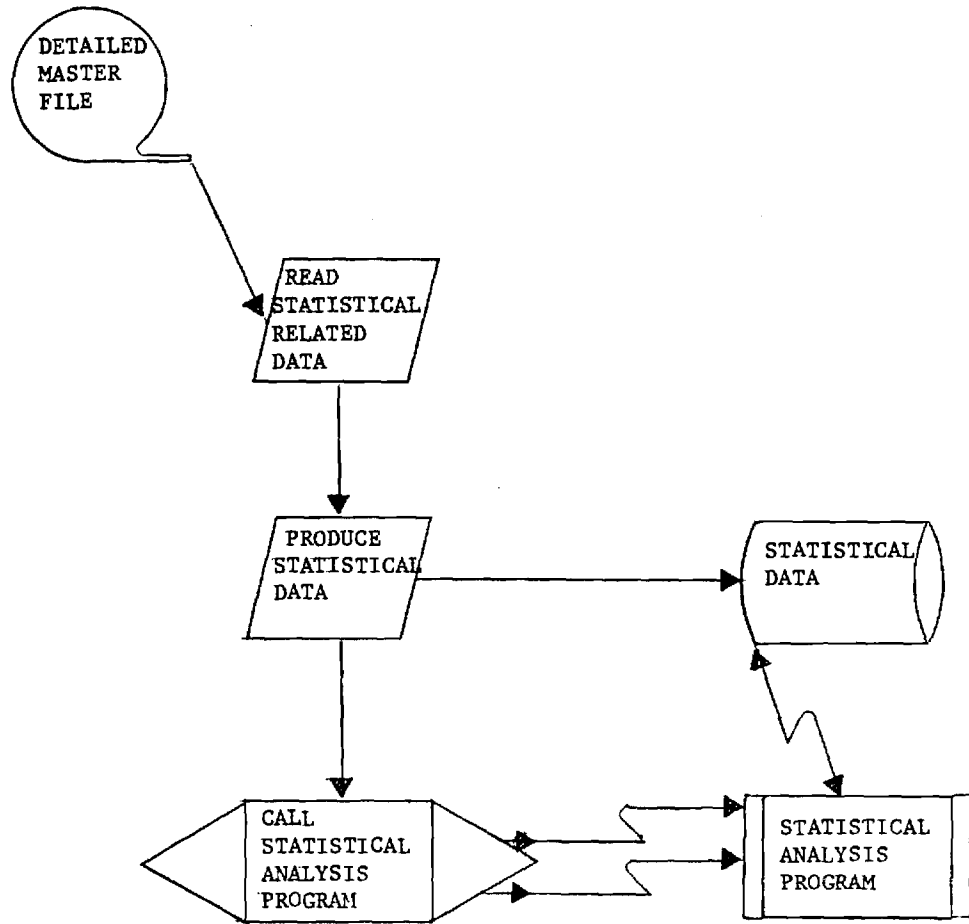 DETAILED
MASTER
FILE
READ
STATISTICAL
RELATED
DATA
PRODUCE
STATISTICAL
DATA
STATISTICAL
DATA
CALL
STATISTICAL
ANALYSIS
PROGRAM
STATISTICAL
ANALYSIS
PROGRAM